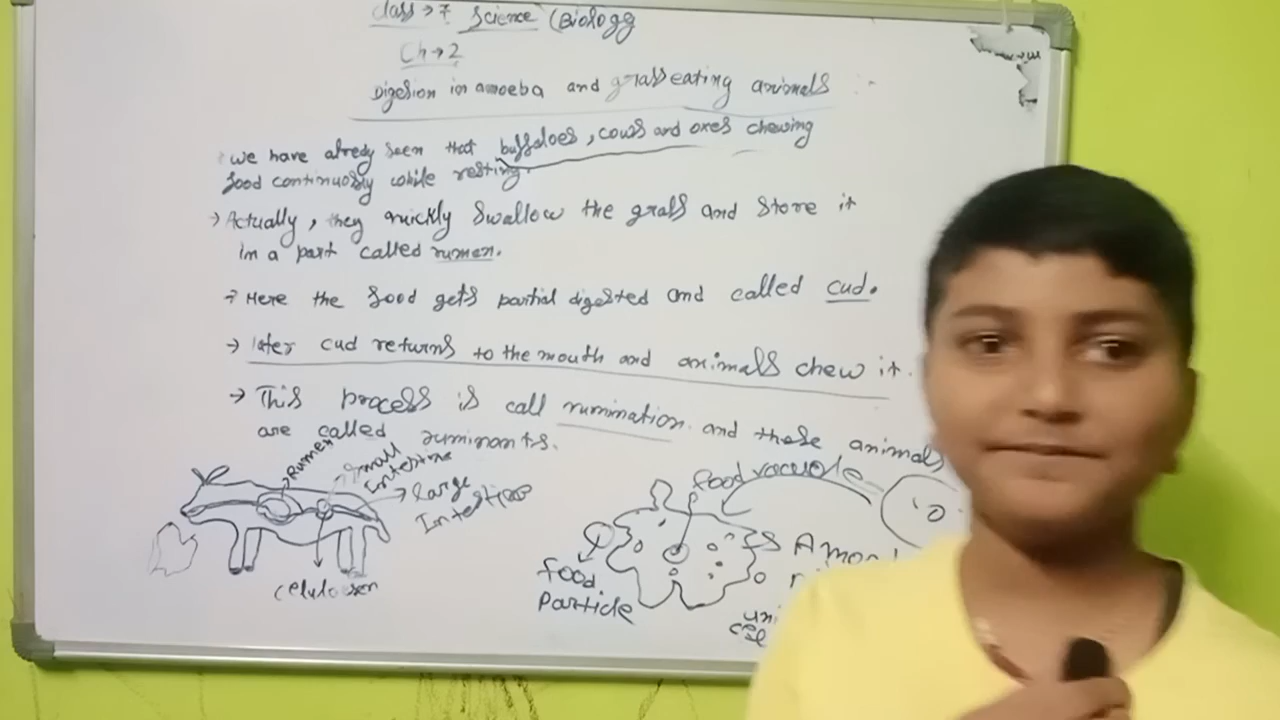 class → 7 Science (Biology
Ch → 2
Digesion in amoeba and grass eating animals :-
we have alredy seen that buffaloes, cows and oxes chewing
food continuosly while resting.
→ Actually, they quickly swallow the grass and store it
in a part called rumen.
→ Here the food gets partial digested and called cud.
→ later cud returns to the mouth and animals chew it.
→ This process is call rumination. and these animals
are called ruminants.
Rumen
Small
Intestine
large
Intestine
food vacuole
food
Particle